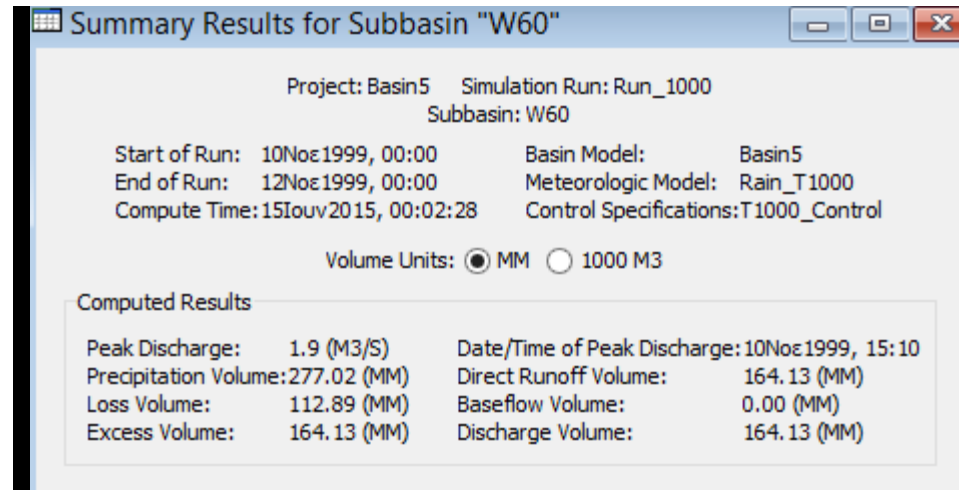 Summary Results for Subbasin "W60"
Project: Basin5 Simulation Run: Run_1000
Subbasin: W60
Start of Run: 10Νοε1999, 00:00 Basin Model: Basin5
End of Run: 12Νοε1999, 00:00 Meteorologic Model: Rain_T1000
Compute Time:15Ιουν2015, 00:02:28 Control Specifications:T1000_Control
Volume Units: MM 1000 M3
Computed Results
Peak Discharge: 1.9 (M3/S) Date/Time of Peak Discharge:10Νοε1999, 15:10
Precipitation Volume:277.02 (MM) Direct Runoff Volume: 164.13 (MM)
Loss Volume: 112.89 (MM) Baseflow Volume: 0.00 (MM)
Excess Volume: 164.13 (MM) Discharge Volume: 164.13 (MM)